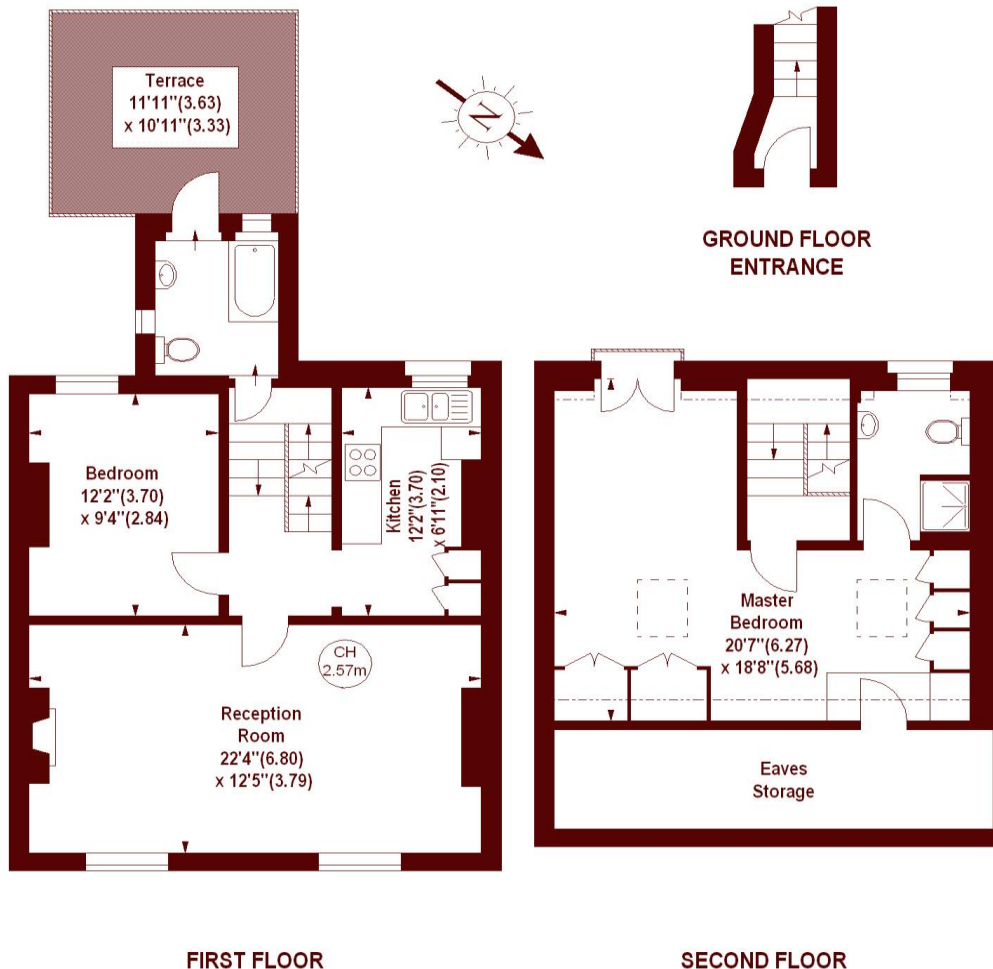 Terrace
11'11"(3.63)
x 10'11"(3.33)
N
GROUND FLOOR
ENTRANCE
Bedroom
12'2"(3.70)
x 9'4"(2.84)
Kitchen
12'2"(3.70)
x 6'11"(2.10)
CH
2.57m
Reception
Room
22'4"(6.80)
x 12'5"(3.79)
Master
Bedroom
20'7"(6.27)
x 18'8"(5.68)
Eaves
Storage
FIRST FLOOR
SECOND FLOOR